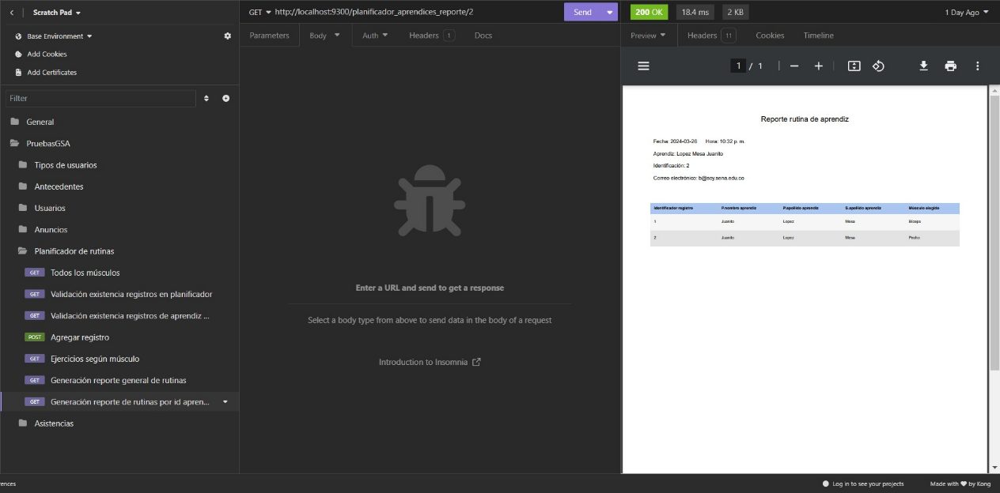 Scratch Pad
Base Environment
Add Cookies
Add Certificates
Filter
General
PruebasGSA
Tipos de usuarios
Antecedentes
Usuarios
Anuncios
Planificador de rutinas
GET Todos los músculos
GET Validación existencia registros en planificador
GET Validación existencia registros de aprendiz ...
POST Agregar registro
GET Ejercicios según músculo
GET Generación reporte general de rutinas
GET Generación reporte de rutinas por id apren...
Asistencias
GET http://localhost:9300/planificador_aprendices_reporte/2 Send
Parameters Body Auth Headers 1 Docs
Enter a URL and send to get a response
Select a body type from above to send data in the body of a request
Introduction to Insomnia
200 OK 18.4 ms 2 KB 1 Day Ago
Preview Headers 11 Cookies Timeline
1 / 1
Reporte rutina de aprendiz
Fecha: 2024-03-26 Hora: 10:32 p. m.
Aprendiz: Lopez Mesa Juanito
Identificación: 2
Correo electrónico: b@soy.sena.edu.co
Identificador registro P.nombre aprendiz P.apellido aprendiz S.apellido aprendiz Músculo elegido
1 Juanito Lopez Mesa Biceps
2 Juanito Lopez Mesa Pecho
rences Log in to see your projects Made with ♥ by Kong